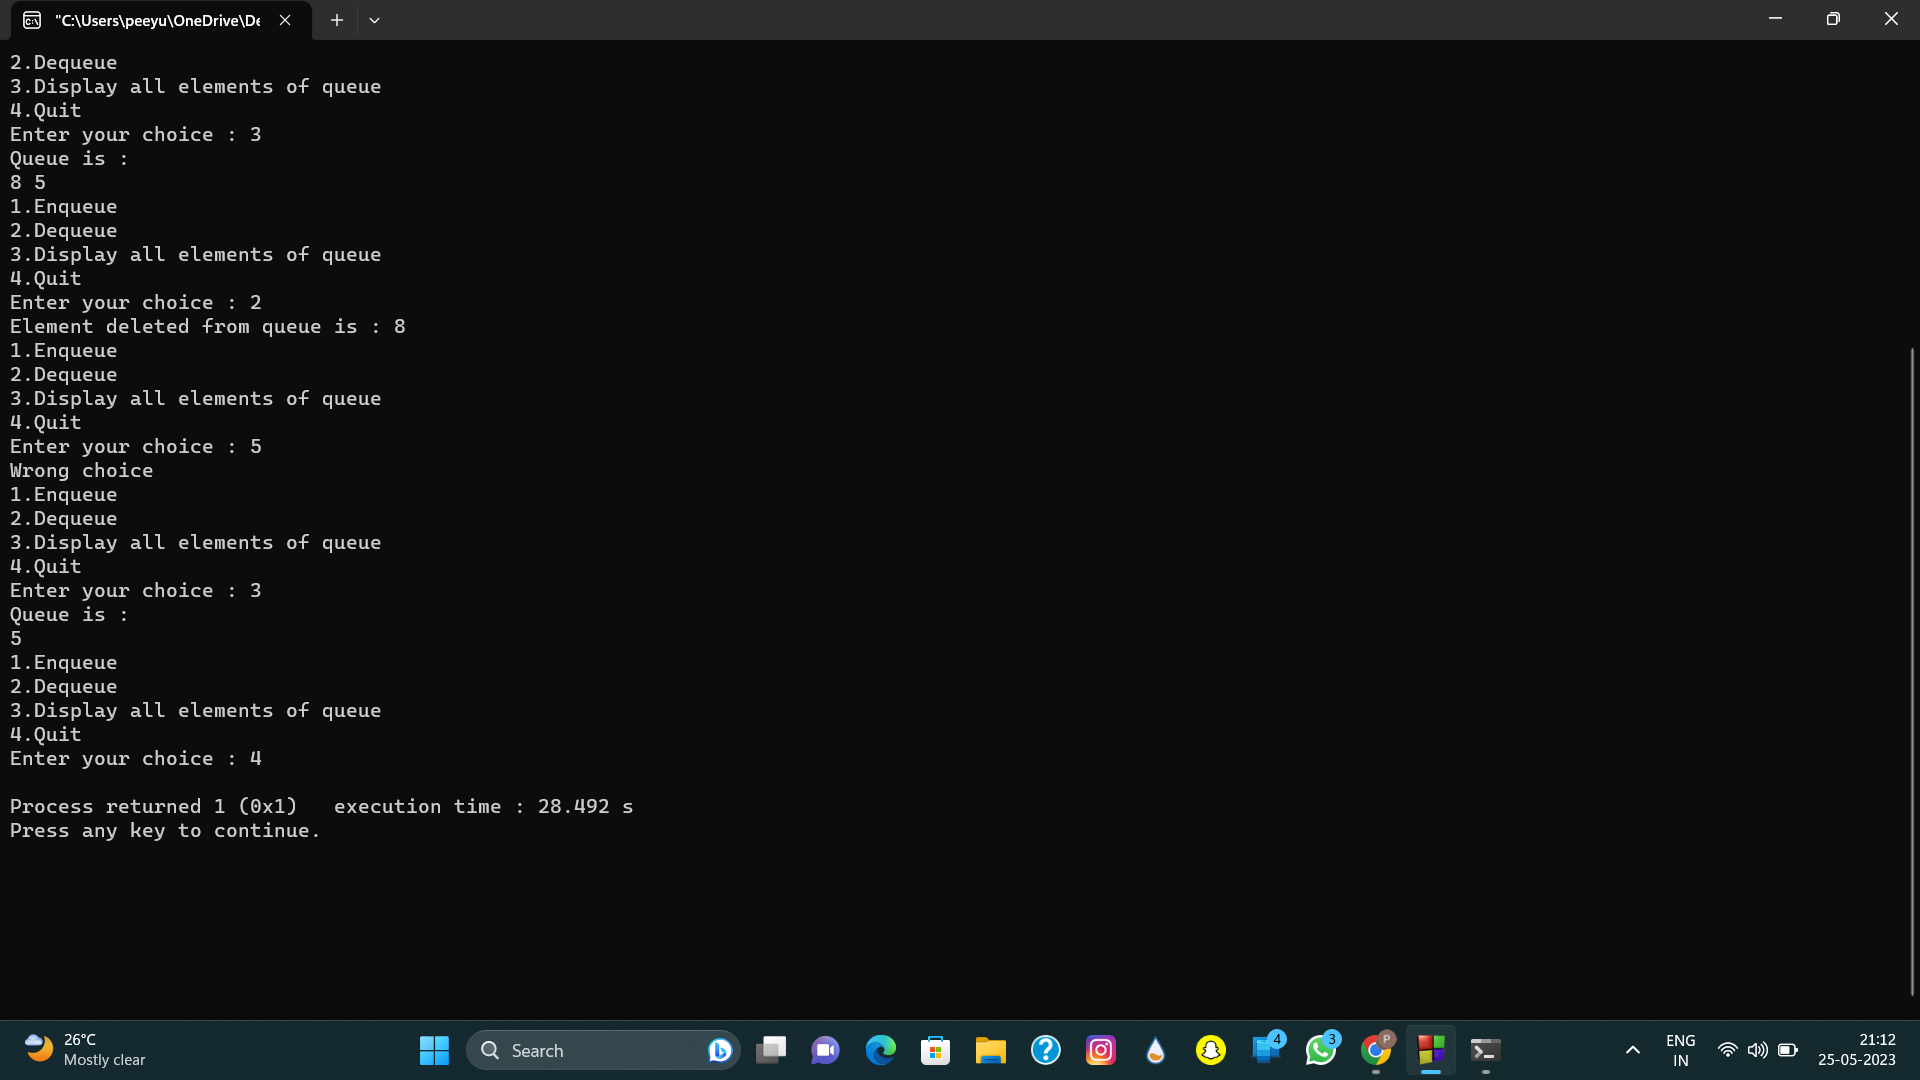 "C:\Users\peeyu\OneDrive\De
2.Dequeue
3.Display all elements of queue
4.Quit
Enter your choice : 3
Queue is :
8 5
1.Enqueue
2.Dequeue
3.Display all elements of queue
4.Quit
Enter your choice : 2
Element deleted from queue is : 8
1.Enqueue
2.Dequeue
3.Display all elements of queue
4.Quit
Enter your choice : 5
Wrong choice
1.Enqueue
2.Dequeue
3.Display all elements of queue
4.Quit
Enter your choice : 3
Queue is :
5
1.Enqueue
2.Dequeue
3.Display all elements of queue
4.Quit
Enter your choice : 4
Process returned 1 (0x1)   execution time : 28.492 s
Press any key to continue.
26°C
Mostly clear
Search
4
3
P
ENG
IN
21:12
25-05-2023